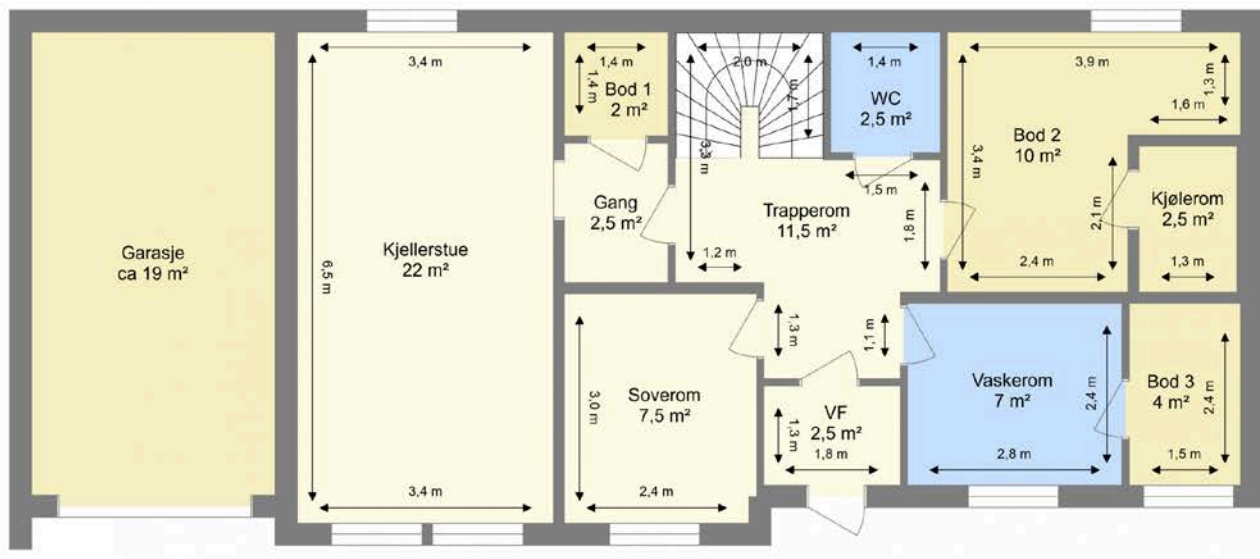 Garasje
ca 19 m²
3,4 m
6,5 m
Kjellerstue
22 m²
3,4 m
1,4 m
1,4 m
Bod 1
2 m²
Gang
2,5 m²
2,0 m
1,7 m
3,3 m
Trapperom
11,5 m²
1,2 m
1,5 m
1,8 m
1,3 m
1,1 m
1,4 m
WC
2,5 m²
3,9 m
1,3 m
1,6 m
3,4 m
Bod 2
10 m²
2,1 m
2,4 m
Kjølerom
2,5 m²
1,3 m
3,0 m
Soverom
7,5 m²
2,4 m
1,3 m
VF
2,5 m²
1,8 m
Vaskerom
7 m²
2,4 m
2,8 m
Bod 3
4 m²
2,4 m
1,5 m